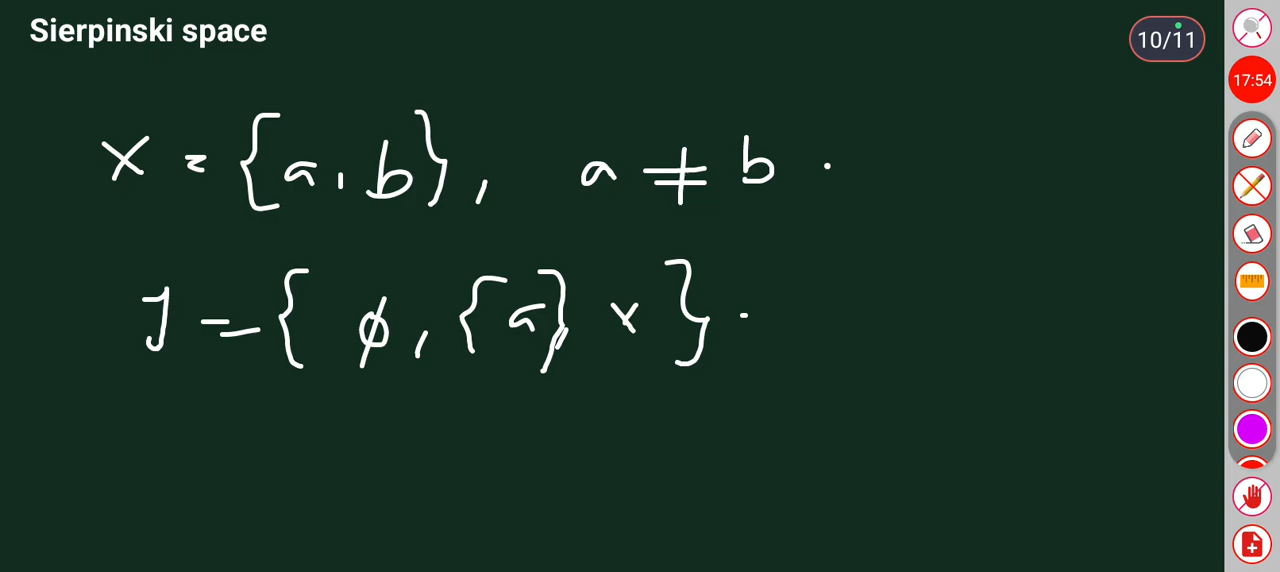 Sierpinski space
10/11
17:54
X = {a, b}, a ≠ b .
J = { ϕ, {a}, x } .